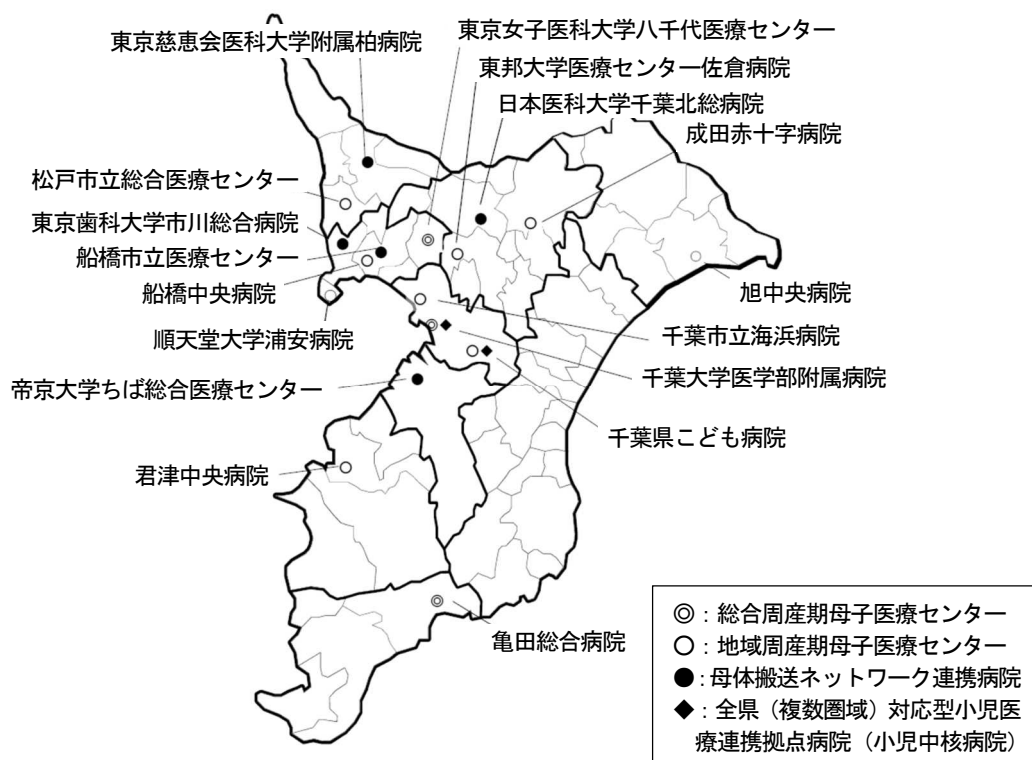 東京慈恵会医科大学附属柏病院
東京女子医科大学八千代医療センター
東邦大学医療センター佐倉病院
日本医科大学千葉北総病院
成田赤十字病院
松戸市立総合医療センター
東京歯科大学市川総合病院
船橋市立医療センター
船橋中央病院
順天堂大学浦安病院
旭中央病院
千葉市立海浜病院
千葉大学医学部附属病院
帝京大学ちば総合医療センター
千葉県こども病院
君津中央病院
亀田総合病院
◎：総合周産期母子医療センター
○：地域周産期母子医療センター
●：母体搬送ネットワーク連携病院
◆：全県（複数圏域）対応型小児医
療連携拠点病院（小児中核病院）